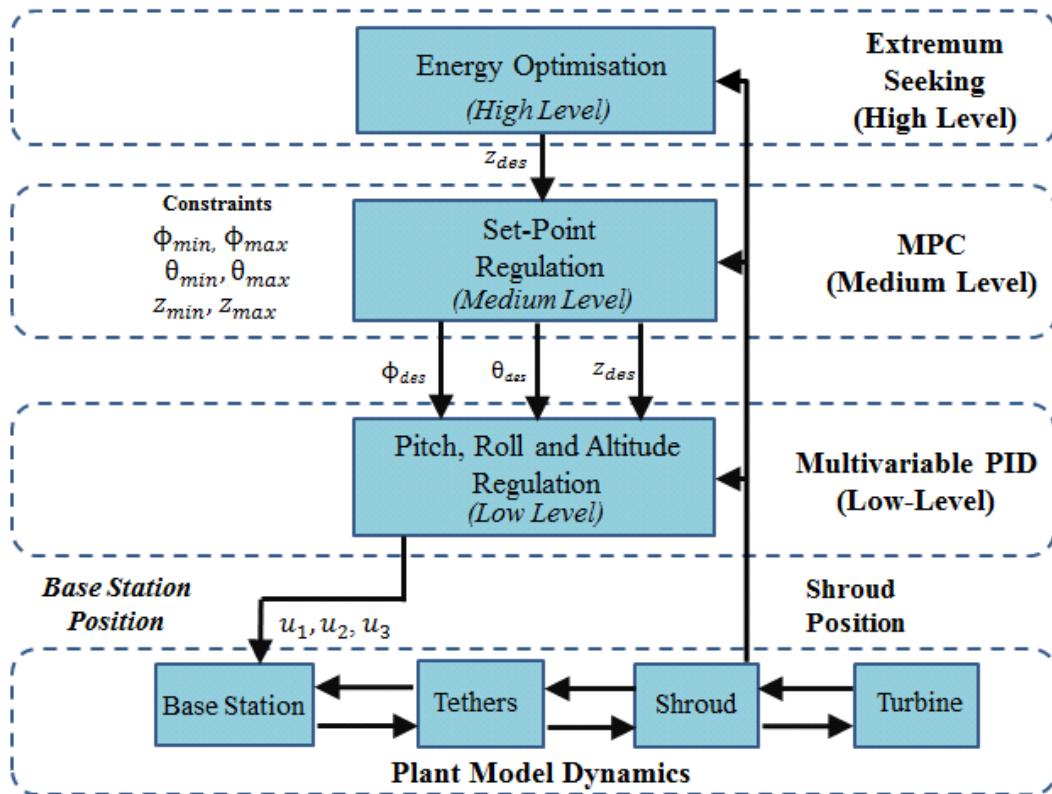 Energy Optimisation
(High Level)
Extremum
Seeking
(High Level)
z_des
Constraints
ϕ_min, ϕ_max
θ_min, θ_max
z_min, z_max
Set-Point
Regulation
(Medium Level)
MPC
(Medium Level)
ϕ_des
θ_des
z_des
Pitch, Roll and Altitude
Regulation
(Low Level)
Multivariable PID
(Low-Level)
Base Station
Position
u_1, u_2, u_3
Shroud
Position
Base Station
Tethers
Shroud
Turbine
Plant Model Dynamics